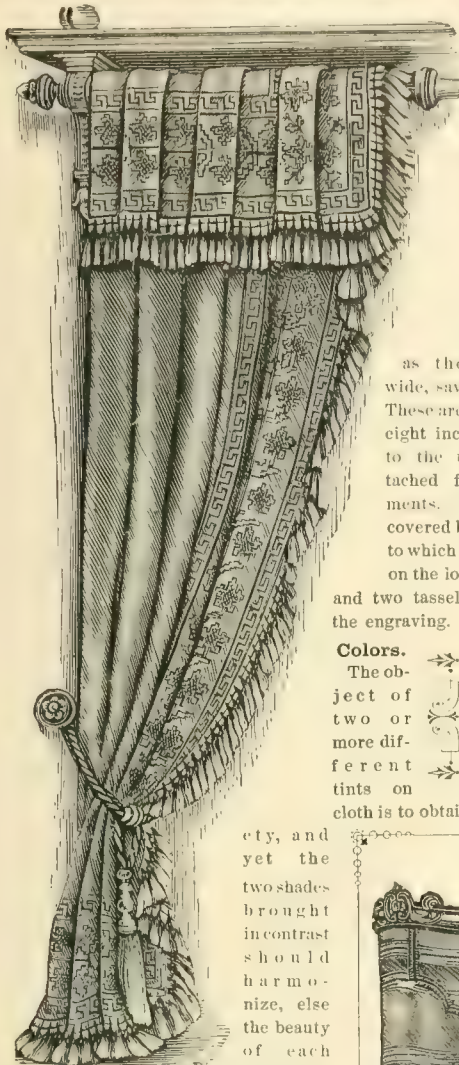 as the
wide, sav
These are
eight inc
to the
tached f
ments.
covered b
to which
on the lo
and two tassel
the engraving.
Colors.
The ob-
ject of
two or
more dif-
ferent
tints on
cloth is to obtai
ety, and
yet the
two shades
brought
in contrast
should
harmo-
nize, else
the beauty
of each